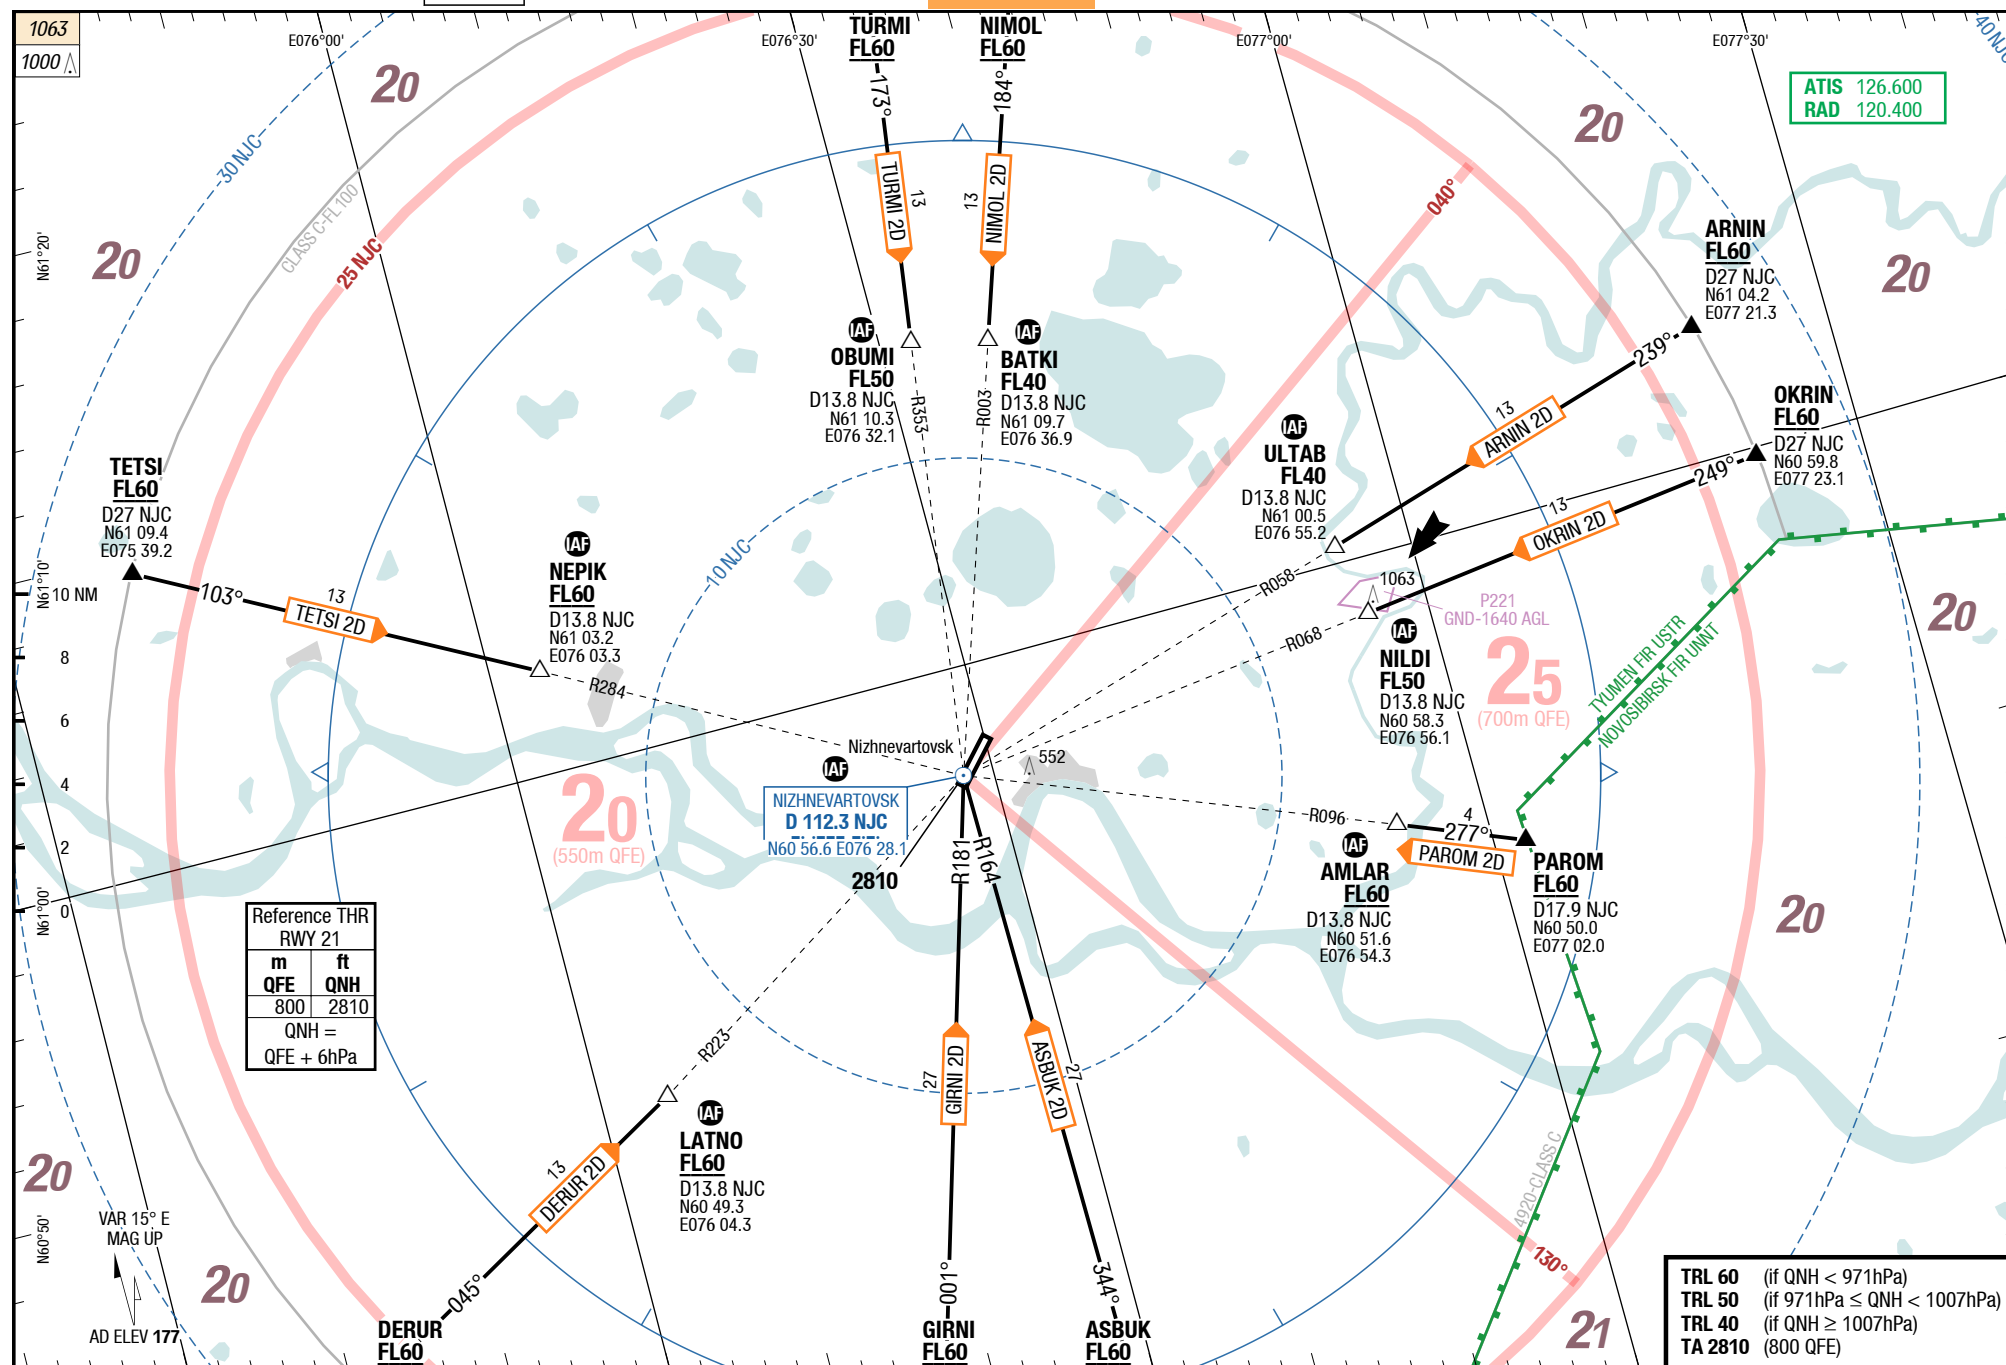 1063
1000
E076°00'
E076°30'
E077°00'
E077°30'
40 NJC
TURMI
FL60
NIMOL
FL60
173°
184°
TURMI 2D
13
NIMOL 2D
13
ATIS 126.600
RAD 120.400
20
20
20
20
20
20
20
20
21
30 NJC
CLASS C-FL100
25 NJC
N61°20'
040°
ARNIN
FL60
D27 NJC
N61 04.2
E077 21.3
239°
13
ARNIN 2D
IAF
OBUMI
FL50
D13.8 NJC
N61 10.3
E076 32.1
R353
IAF
BATKI
FL40
D13.8 NJC
N61 09.7
E076 36.9
R003
OKRIN
FL60
D27 NJC
N60 59.8
E077 23.1
249°
13
OKRIN 2D
IAF
ULTAB
FL40
D13.8 NJC
N61 00.5
E076 55.2
R058
TETSI
FL60
D27 NJC
N61 09.4
E075 39.2
103°
13
TETSI 2D
IAF
NEPIK
FL60
D13.8 NJC
N61 03.2
E076 03.3
R284
10 NJC
1063
P221
GND-1640 AGL
R068
IAF
NILDI
FL50
D13.8 NJC
N60 58.3
E076 56.1
25
(700m QFE)
TYUMEN FIR USTR
NOVOSIBIRSK FIR UNNT
N61°10'
10 NM
8
6
4
2
0
N61°00'
20
(550m QFE)
Nizhnevartovsk
552
IAF
NIZHNEVARTOVSK
D 112.3 NJC
N60 56.6 E076 28.1
2810
R181
R164
R096
4
277°
PAROM 2D
IAF
AMLAR
FL60
D13.8 NJC
N60 51.6
E076 54.3
PAROM
FL60
D17.9 NJC
N60 50.0
E077 02.0
Reference THR
RWY 21
m ft
QFE QNH
800 2810
QNH =
QFE + 6hPa
R223
IAF
LATNO
FL60
D13.8 NJC
N60 49.3
E076 04.3
13
DERUR 2D
045°
DERUR
FL60
27
GIRNI 2D
001°
GIRNI
FL60
27
ASBUK 2D
344°
ASBUK
FL60
4920-CLASS C
130°
N60°50'
VAR 15° E
MAG UP
AD ELEV 177
TRL 60 (if QNH < 971hPa)
TRL 50 (if 971hPa ≤ QNH < 1007hPa)
TRL 40 (if QNH ≥ 1007hPa)
TA 2810 (800 QFE)